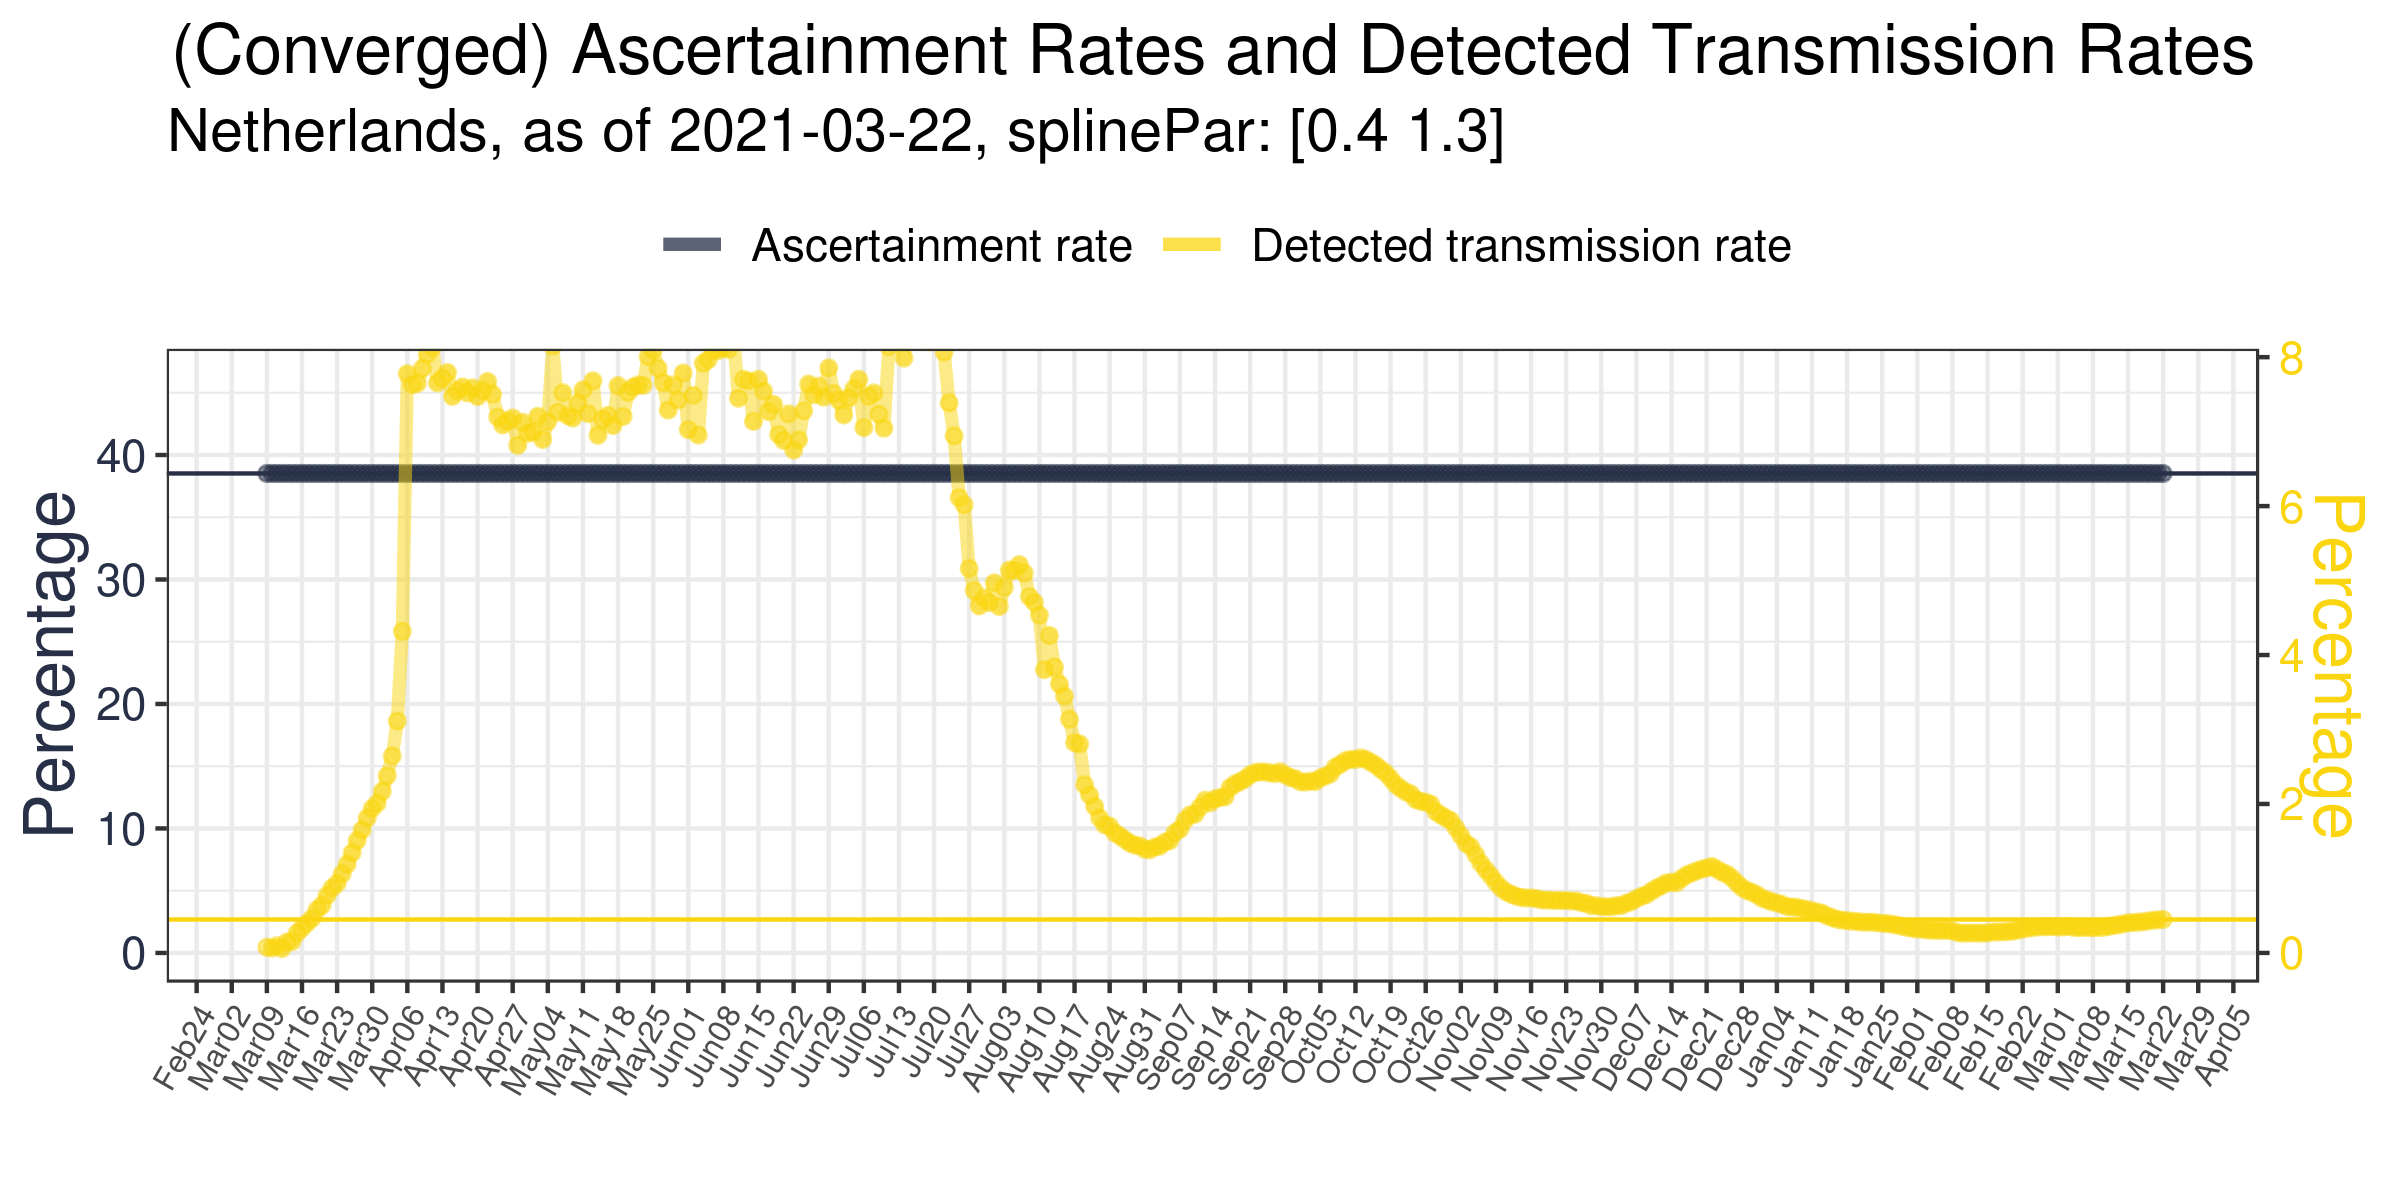 (Converged) Ascertainment Rates and Detected Transmission Rates
Netherlands, as of 2021-03-22, splinePar: [0.4 1.3]
Ascertainment rate
Detected transmission rate
Percentage
40
30
20
10
0
8
6
4
2
0
Percentage
Feb24
Mar02
Mar09
Mar16
Mar23
Mar30
Apr06
Apr13
Apr20
Apr27
May04
May11
May18
May25
Jun01
Jun08
Jun15
Jun22
Jun29
Jul06
Jul13
Jul20
Jul27
Aug03
Aug10
Aug17
Aug24
Aug31
Sep07
Sep14
Sep21
Sep28
Oct05
Oct12
Oct19
Oct26
Nov02
Nov09
Nov16
Nov23
Nov30
Dec07
Dec14
Dec21
Dec28
Jan04
Jan11
Jan18
Jan25
Feb01
Feb08
Feb15
Feb22
Mar01
Mar08
Mar15
Mar22
Mar29
Apr05